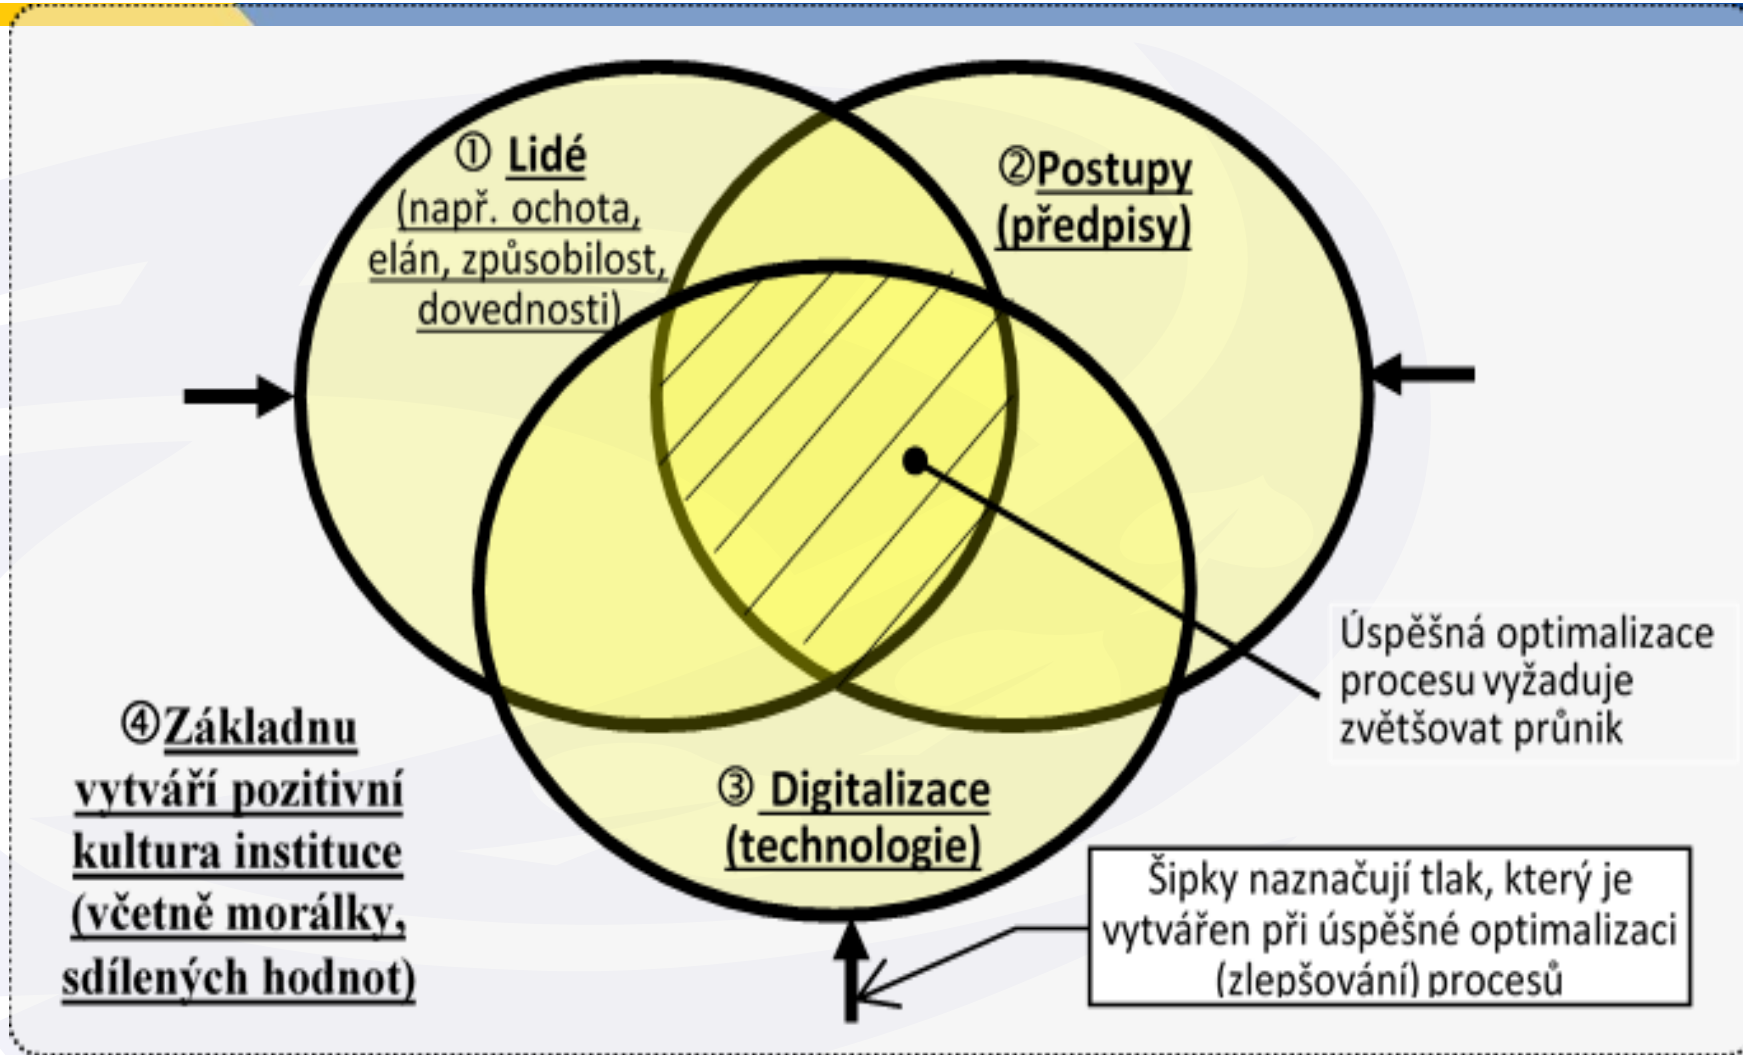 ① Lidé
(např. ochota,
elán, způsobilost,
dovednosti)
②Postupy
(předpisy)
③ Digitalizace
(technologie)
④Základnu
vytváří pozitivní
kultura instituce
(včetně morálky,
sdílených hodnot)
Úspěšná optimalizace
procesu vyžaduje
zvětšovat průnik
Šipky naznačují tlak, který je
vytvářen při úspěšné optimalizaci
(zlepšování) procesů